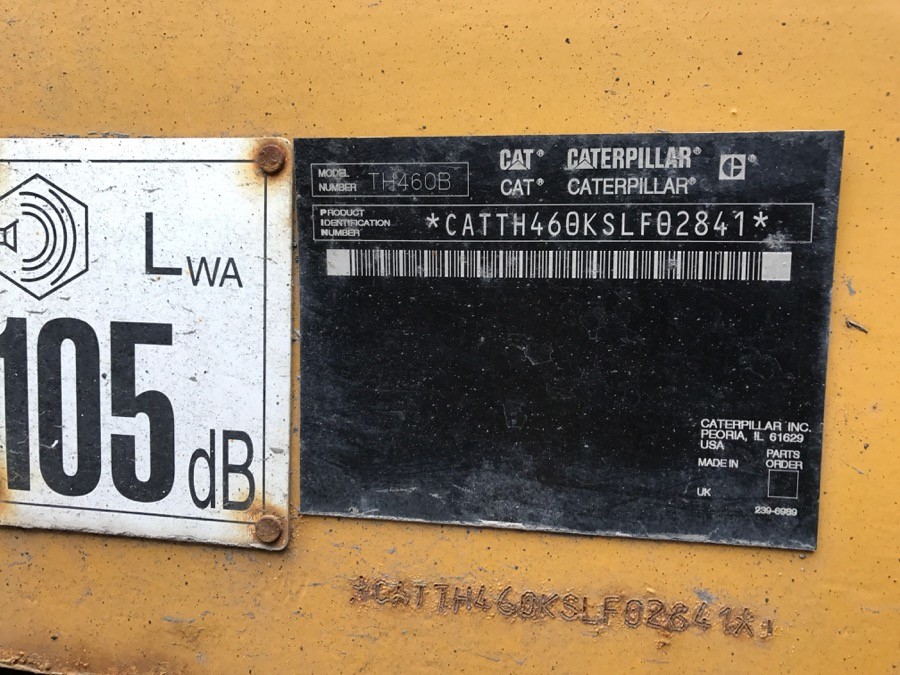 LWA
105
dB
CAT® CATERPILLAR® C®
CAT® CATERPILLAR®
MODEL
NUMBER TH460B
PRODUCT
IDENTIFICATION
NUMBER *CATTH460KSLF02841*
CATERPILLAR INC.
PEORIA, IL 61629
USA
PARTS
MADE IN ORDER
UK
239-6989
*CATTH460KSLF02841*